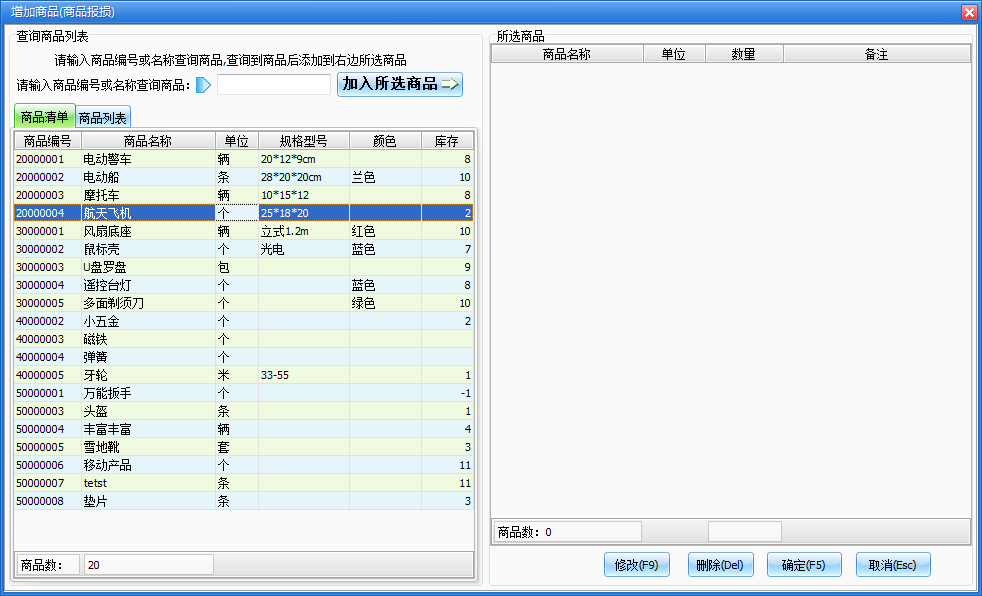 增加商品(商品报损)
查询商品列表
请输入商品编号或名称查询商品,查询到商品后添加到右边所选商品
请输入商品编号或名称查询商品: 加入所选商品
商品清单 商品列表
商品编号 商品名称 单位 规格型号 颜色 库存
20000001 电动警车 辆 20*12*9cm 8
20000002 电动船 条 28*20*20cm 兰色 10
20000003 摩托车 辆 10*15*12 8
20000004 航天飞机 个 25*18*20 2
30000001 风扇底座 辆 立式1.2m 红色 10
30000002 鼠标壳 个 光电 蓝色 7
30000003 U盘罗盘 包 9
30000004 遥控台灯 个 蓝色 8
30000005 多面剃须刀 个 绿色 10
40000002 小五金 个 2
40000003 磁铁 个
40000004 弹簧 个
40000005 牙轮 米 33-55 1
50000001 万能扳手 个 -1
50000003 头盔 条 1
50000004 丰富丰富 辆 4
50000005 雪地靴 套 3
50000006 移动产品 个 11
50000007 tetst 条 11
50000008 垫片 条 3
商品数: 20
所选商品
商品名称 单位 数量 备注
商品数: 0
修改(F9) 删除(Del) 确定(F5) 取消(Esc)